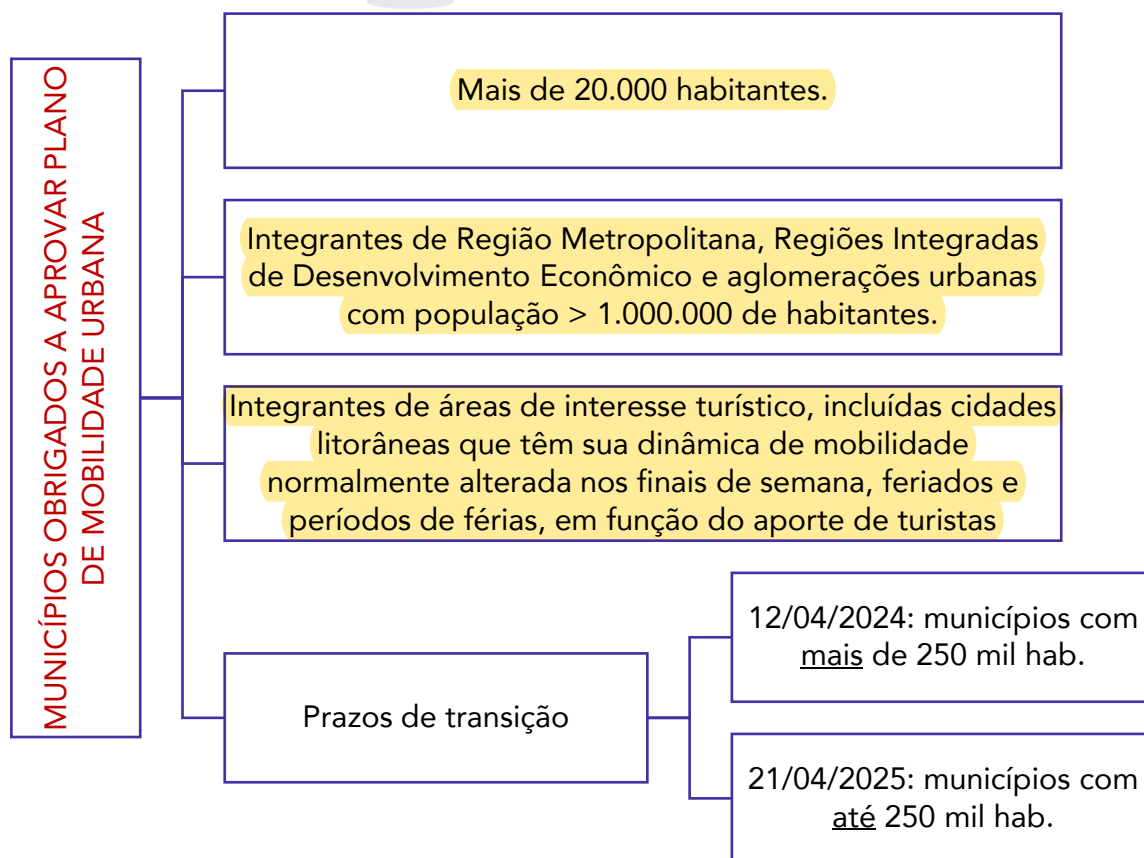 MUNICÍPIOS OBRIGADOS A APROVAR PLANO
DE MOBILIDADE URBANA
Mais de 20.000 habitantes.
Integrantes de Região Metropolitana, Regiões Integradas
de Desenvolvimento Econômico e aglomerações urbanas
com população > 1.000.000 de habitantes.
Integrantes de áreas de interesse turístico, incluídas cidades
litorâneas que têm sua dinâmica de mobilidade
normalmente alterada nos finais de semana, feriados e
períodos de férias, em função do aporte de turistas
Prazos de transição
12/04/2024: municípios com
mais de 250 mil hab.
21/04/2025: municípios com
até 250 mil hab.